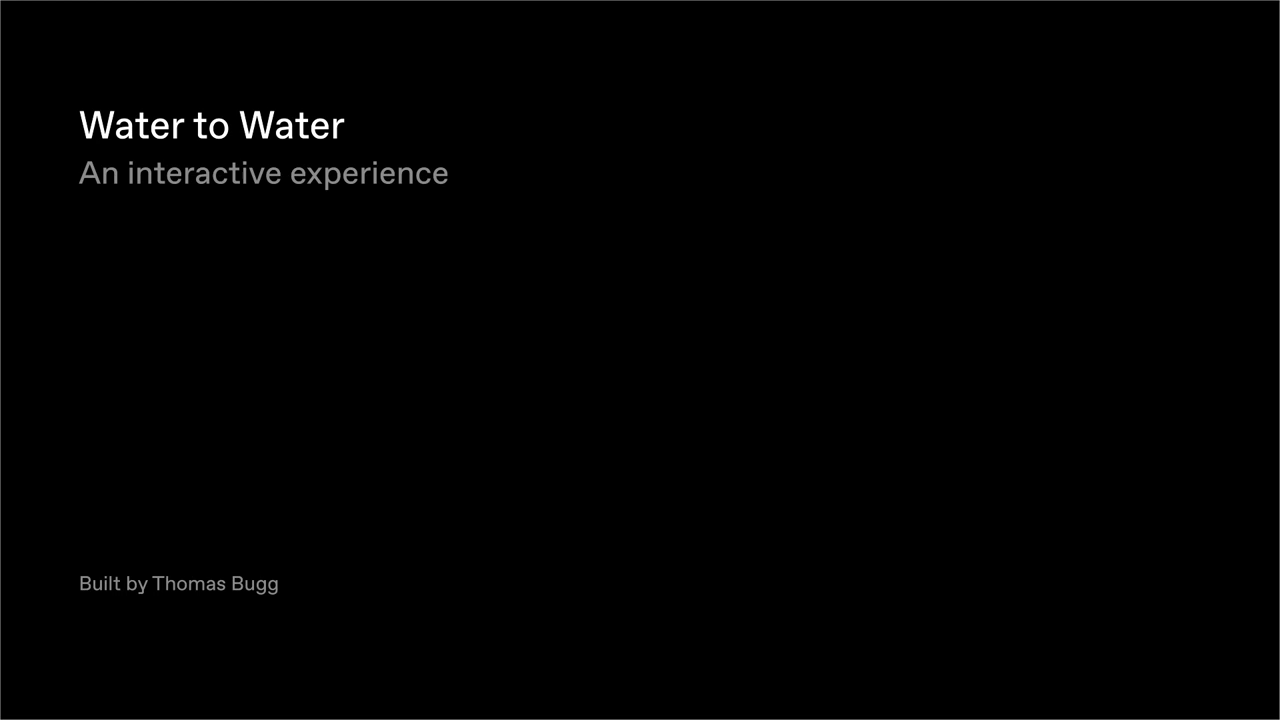 Water to Water
An interactive experience
Built by Thomas Bugg